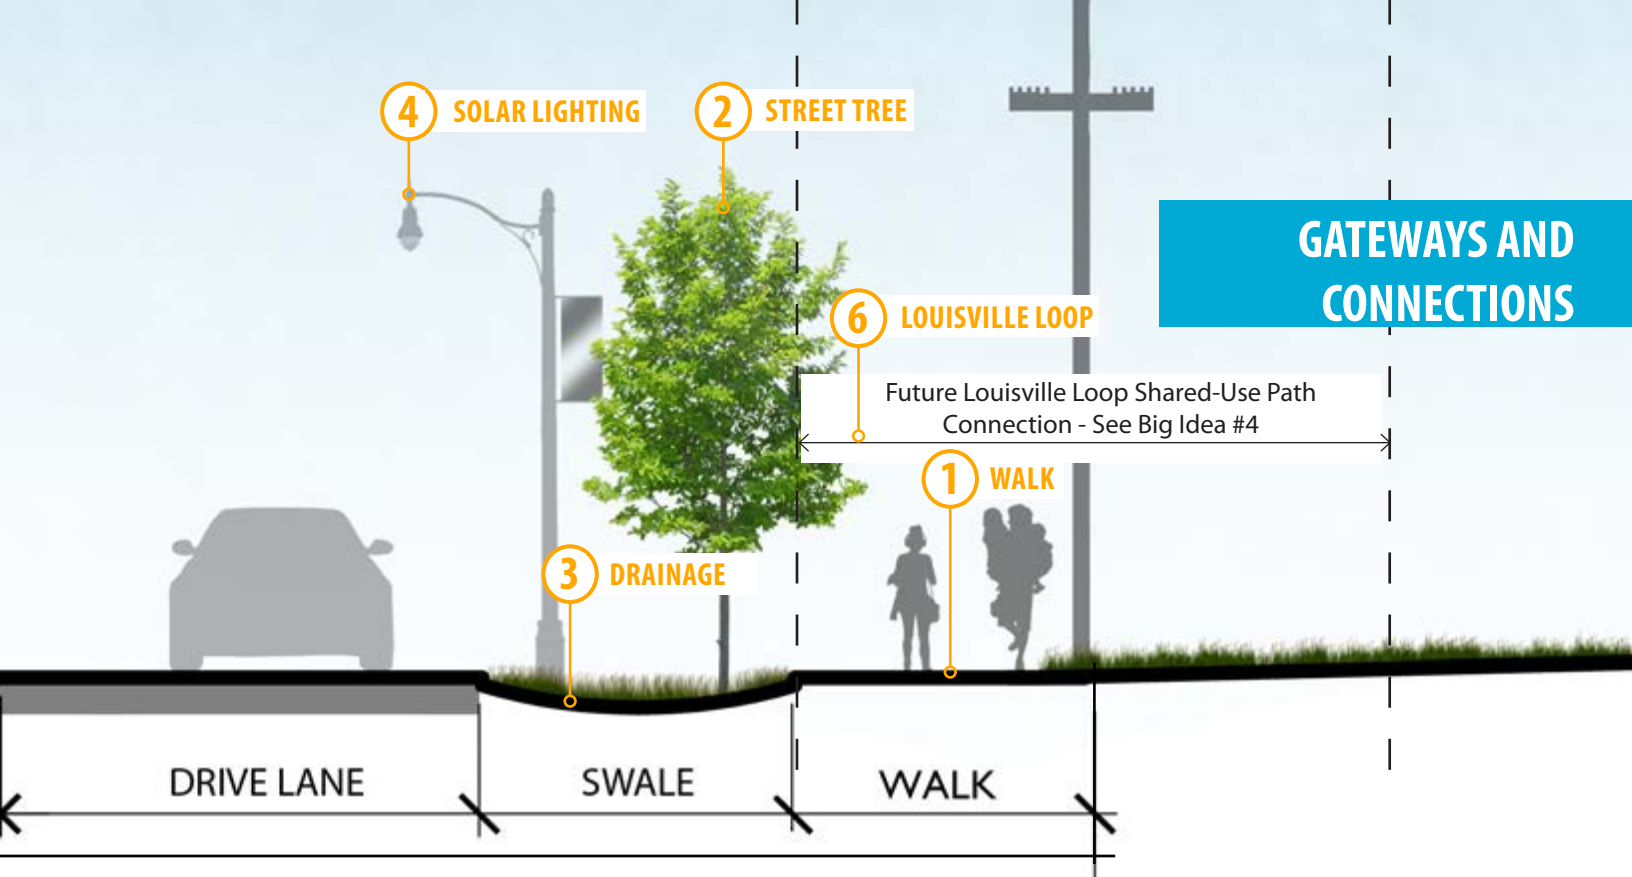 4 SOLAR LIGHTING
2 STREET TREE
GATEWAYS AND
CONNECTIONS
6 LOUISVILLE LOOP
Future Louisville Loop Shared-Use Path
Connection - See Big Idea #4
1 WALK
3 DRAINAGE
DRIVE LANE
SWALE
WALK